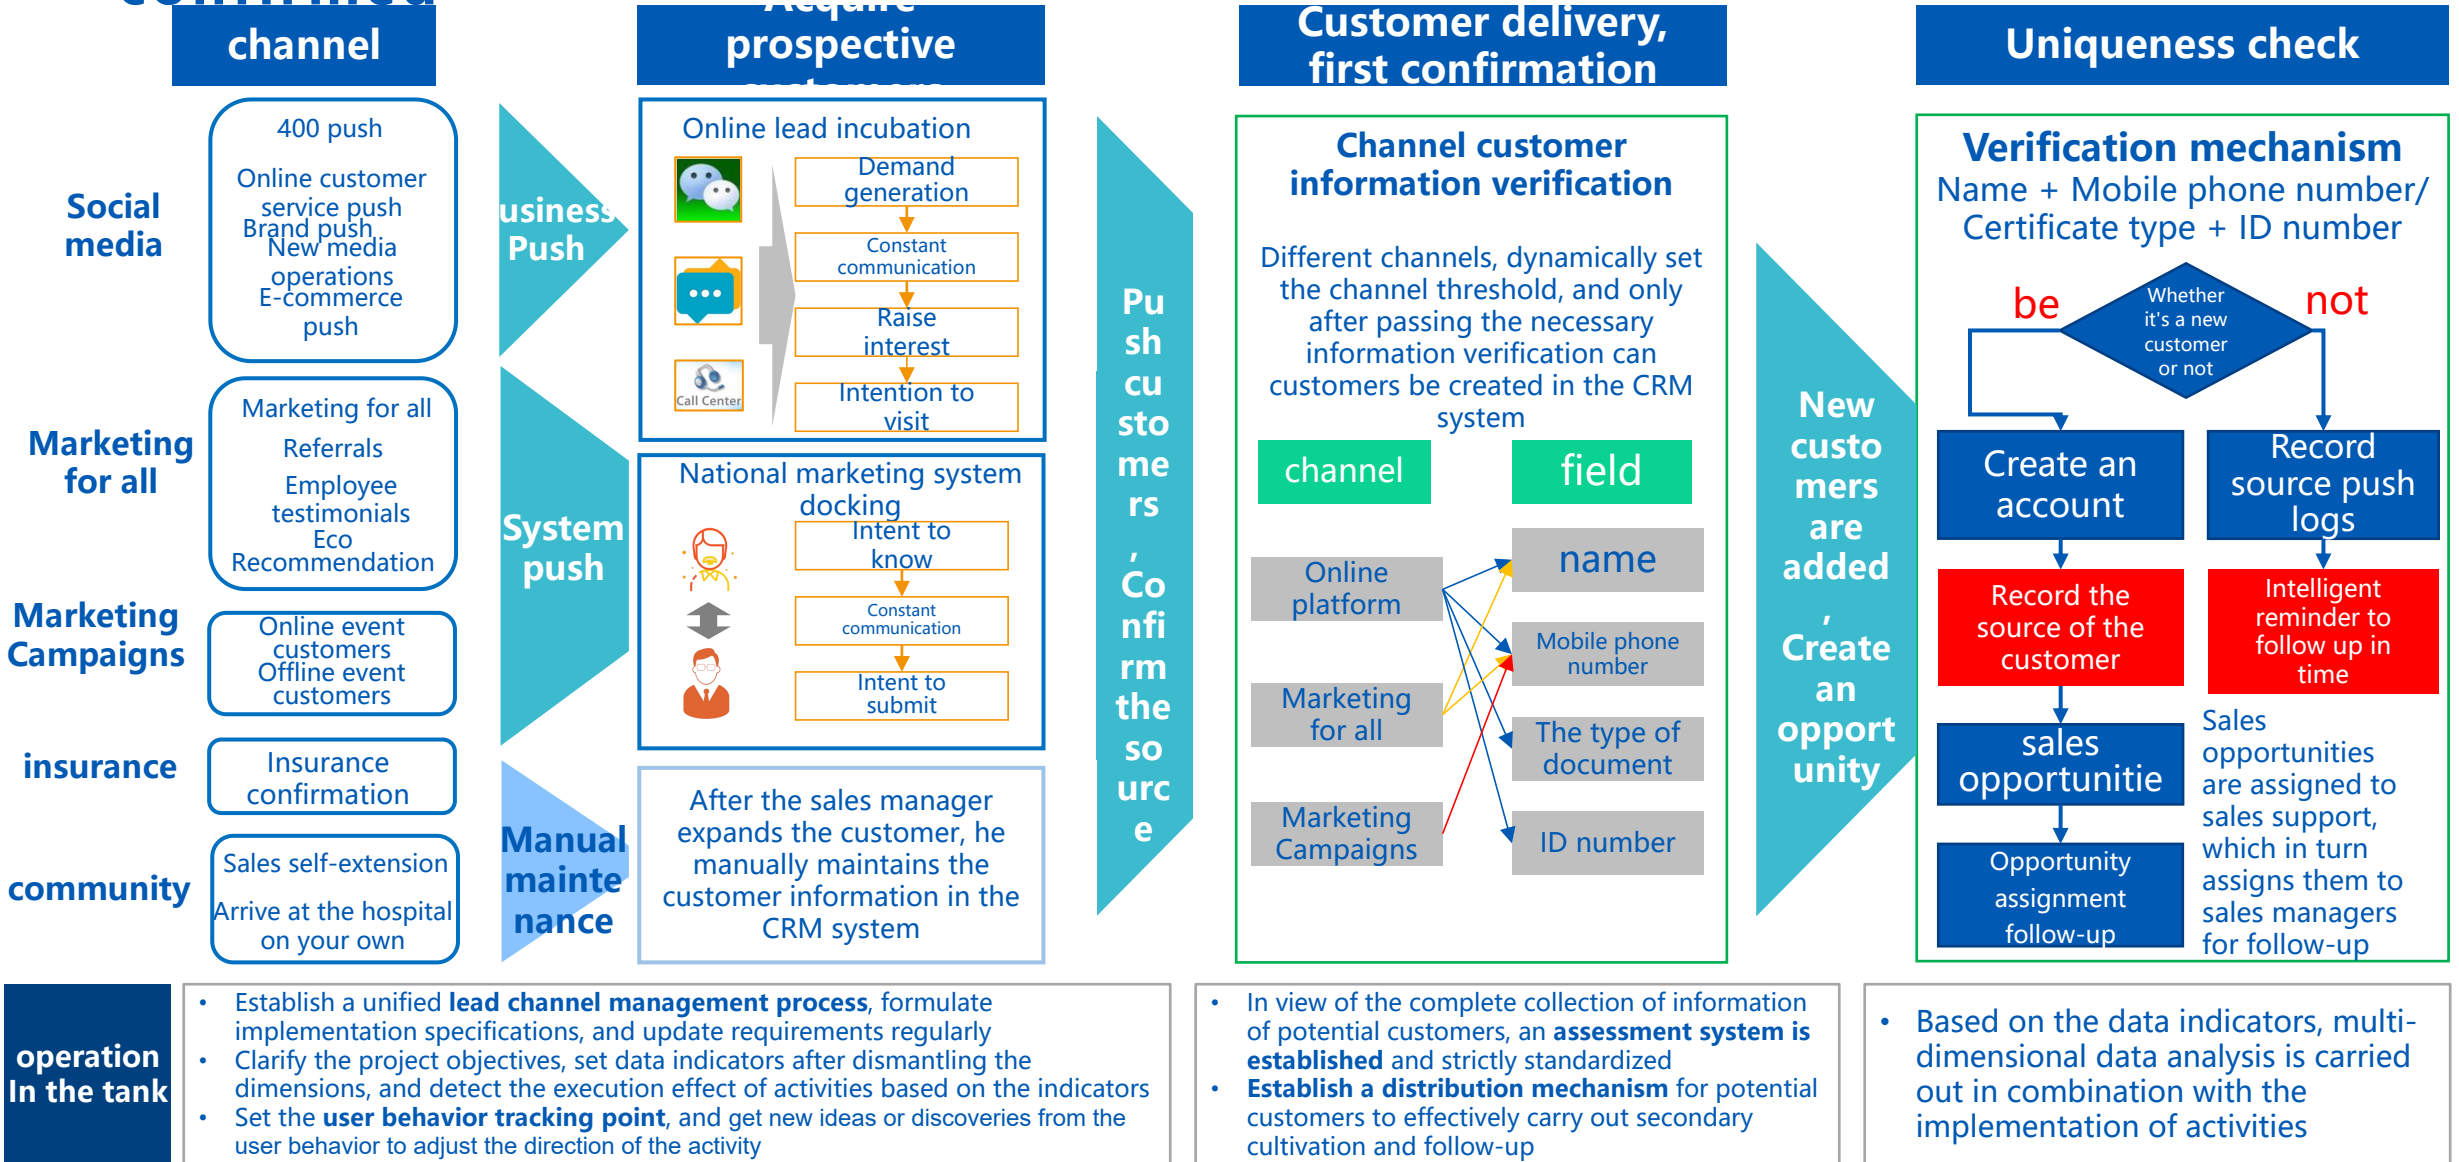 confirmed
channel
Acquire
prospective
customers
Customer delivery,
first confirmation
Uniqueness check
Social
media
400 push
Online customer
service push
Brand push
New media
operations
E-commerce
push
Marketing
for all
Marketing for all
Referrals
Employee
testimonials
Eco
Recommendation
Marketing
Campaigns
Online event
customers
Offline event
customers
insurance
Insurance
confirmation
community
Sales self-extension
Arrive at the hospital
on your own
usiness
Push
System
push
Manual
mainte
nance
Online lead incubation
Call Center
Demand
generation
Constant
communication
Raise
interest
Intention to
visit
National marketing system
docking
Intent to
know
Constant
communication
Intent to
submit
After the sales manager
expands the customer, he
manually maintains the
customer information in the
CRM system
Pu
sh
cu
sto
me
rs
,
Co
nfi
rm
the
so
urc
e
Channel customer
information verification
Different channels, dynamically set
the channel threshold, and only
after passing the necessary
information verification can
customers be created in the CRM
system
channel
field
Online
platform
Marketing
for all
Marketing
Campaigns
name
Mobile phone
number
The type of
document
ID number
New
custo
mers
are
added
,
Create
an
opport
unity
Verification mechanism
Name + Mobile phone number/
Certificate type + ID number
be
Whether
it's a new
customer
or not
not
Create an
account
Record the
source of the
customer
sales
opportunitie
Opportunity
assignment
follow-up
Record
source push
logs
Intelligent
reminder to
follow up in
time
Sales
opportunities
are assigned to
sales support,
which in turn
assigns them to
sales managers
for follow-up
operation
In the tank
• Establish a unified lead channel management process, formulate
implementation specifications, and update requirements regularly
• Clarify the project objectives, set data indicators after dismantling the
dimensions, and detect the execution effect of activities based on the indicators
• Set the user behavior tracking point, and get new ideas or discoveries from the
user behavior to adjust the direction of the activity
• In view of the complete collection of information
of potential customers, an assessment system is
established and strictly standardized
• Establish a distribution mechanism for potential
customers to effectively carry out secondary
cultivation and follow-up
• Based on the data indicators, multi-
dimensional data analysis is carried
out in combination with the
implementation of activities